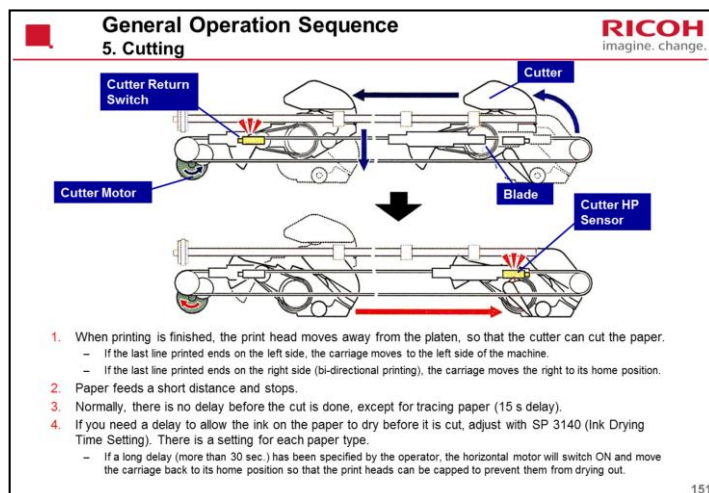 General Operation Sequence
5. Cutting
RICOH
imagine. change.
Cutter Return
Switch
Cutter
Cutter Motor
Blade
Cutter HP
Sensor
1. When printing is finished, the print head moves away from the platen, so that the cutter can cut the paper.
– If the last line printed ends on the left side, the carriage moves to the left side of the machine.
– If the last line printed ends on the right side (bi-directional printing), the carriage moves the right to its home position.
2. Paper feeds a short distance and stops.
3. Normally, there is no delay before the cut is done, except for tracing paper (15 s delay).
4. If you need a delay to allow the ink on the paper to dry before it is cut, adjust with SP 3140 (Ink Drying
Time Setting). There is a setting for each paper type.
– If a long delay (more than 30 sec.) has been specified by the operator, the horizontal motor will switch ON and move
the carriage back to its home position so that the print heads can be capped to prevent them from drying out.
151